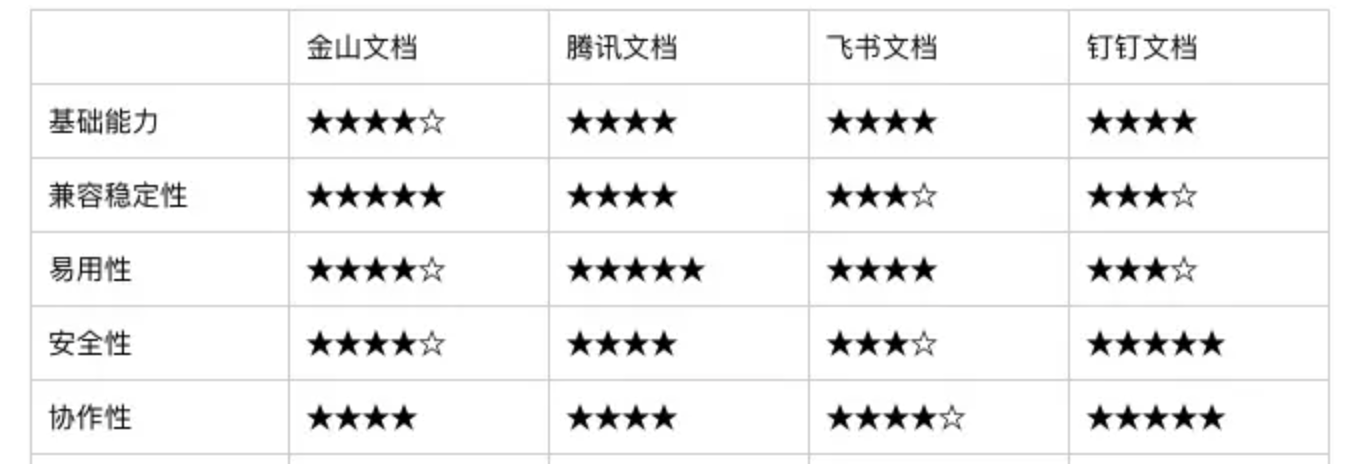 金山文档 腾讯文档 飞书文档 钉钉文档
基础能力 ★★★★☆ ★★★★ ★★★★ ★★★★
兼容稳定性 ★★★★★ ★★★★ ★★★☆ ★★★☆
易用性 ★★★★☆ ★★★★★ ★★★★ ★★★☆
安全性 ★★★★☆ ★★★★ ★★★☆ ★★★★★
协作性 ★★★★ ★★★★ ★★★★☆ ★★★★★